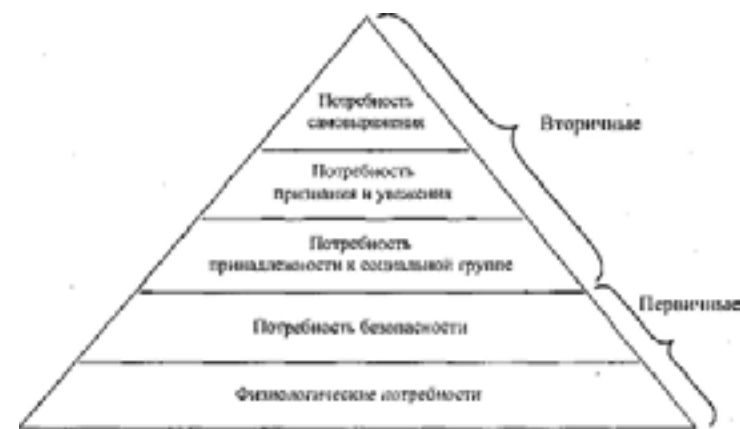 Потребность
самовыражения
Вторичные
Потребность
признания и уважения
Потребность
принадлежности к социальной группе
Первичные
Потребность безопасности
Физиологические потребности